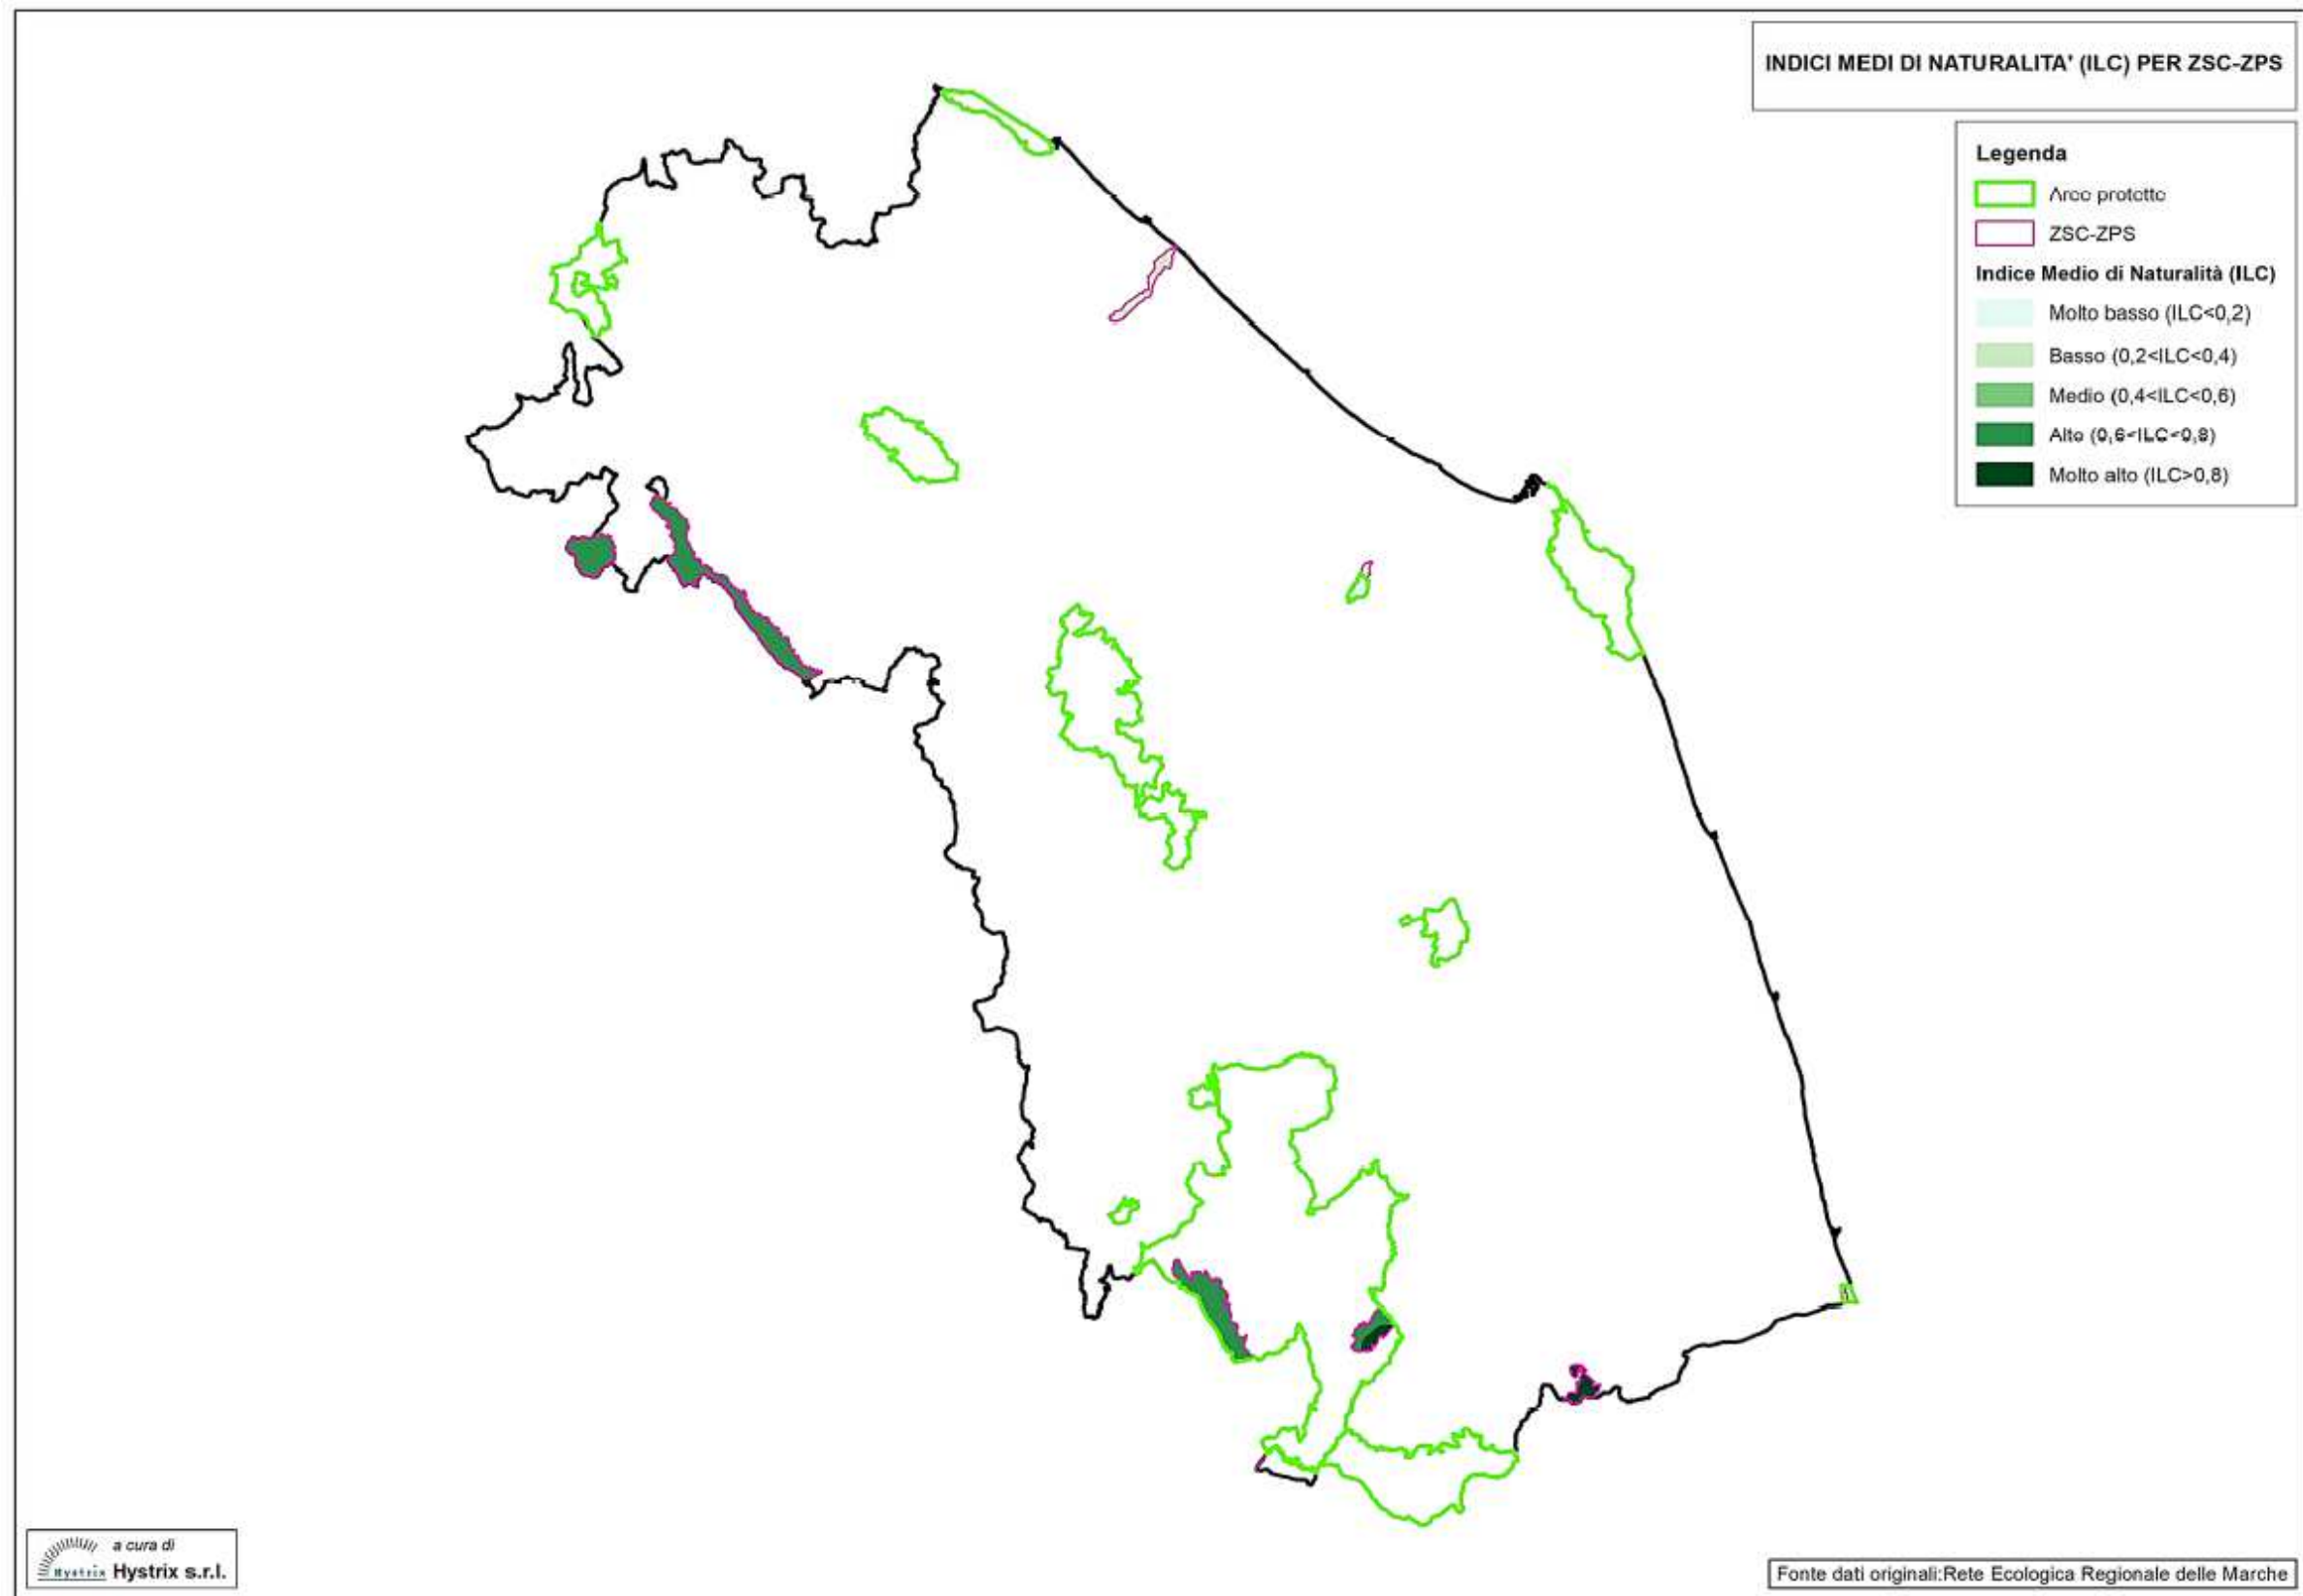 INDICI MEDI DI NATURALITA' (ILC) PER ZSC-ZPS
Legenda
Aree protette
ZSC-ZPS
Indice Medio di Naturalità (ILC)
Molto basso (ILC<0,2)
Basso (0,2<ILC<0,4)
Medio (0,4<ILC<0,6)
Alto (0,6<ILC<0,8)
Molto alto (ILC>0,8)
a cura di
Hystrix Hystrix s.r.l.
Fonte dati originali:Rete Ecologica Regionale delle Marche